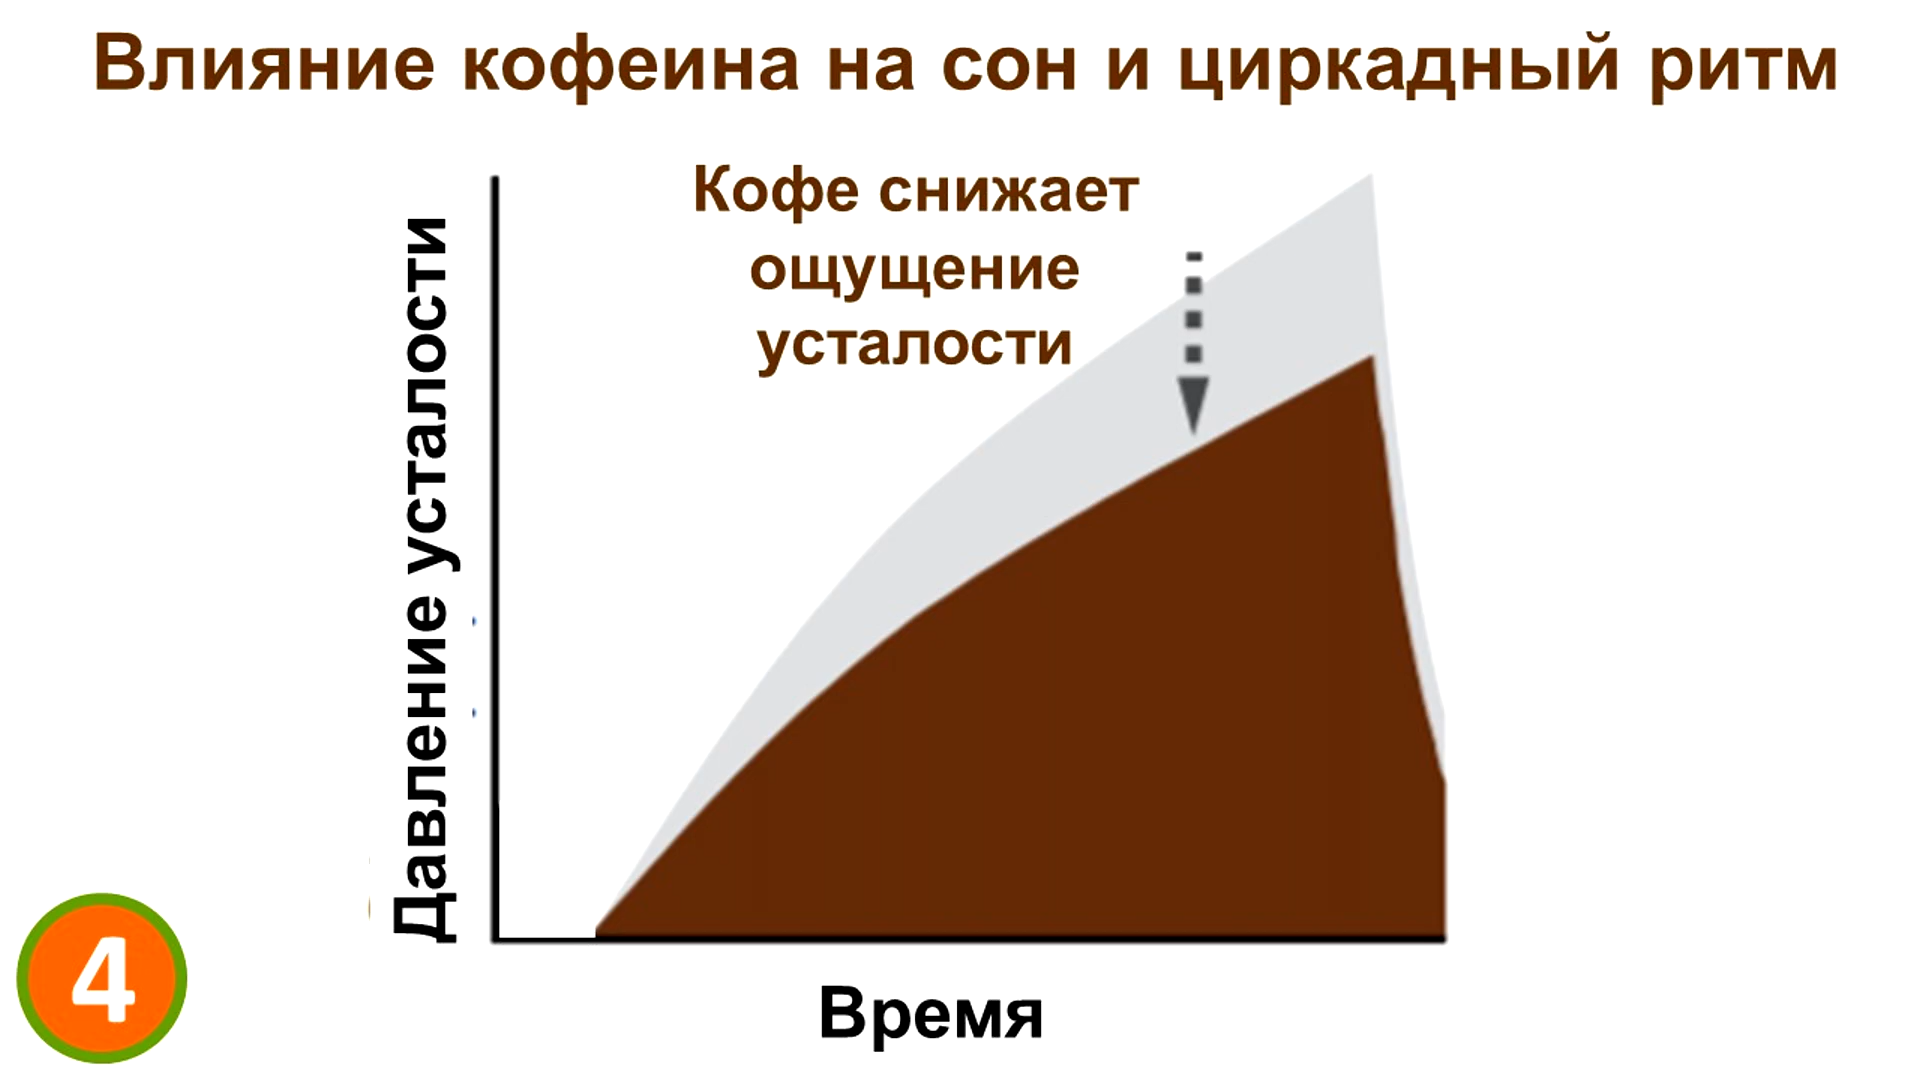 Влияние кофеина на сон и циркадный ритм
Кофе снижает
ощущение
усталости
Давление усталости
Время
4